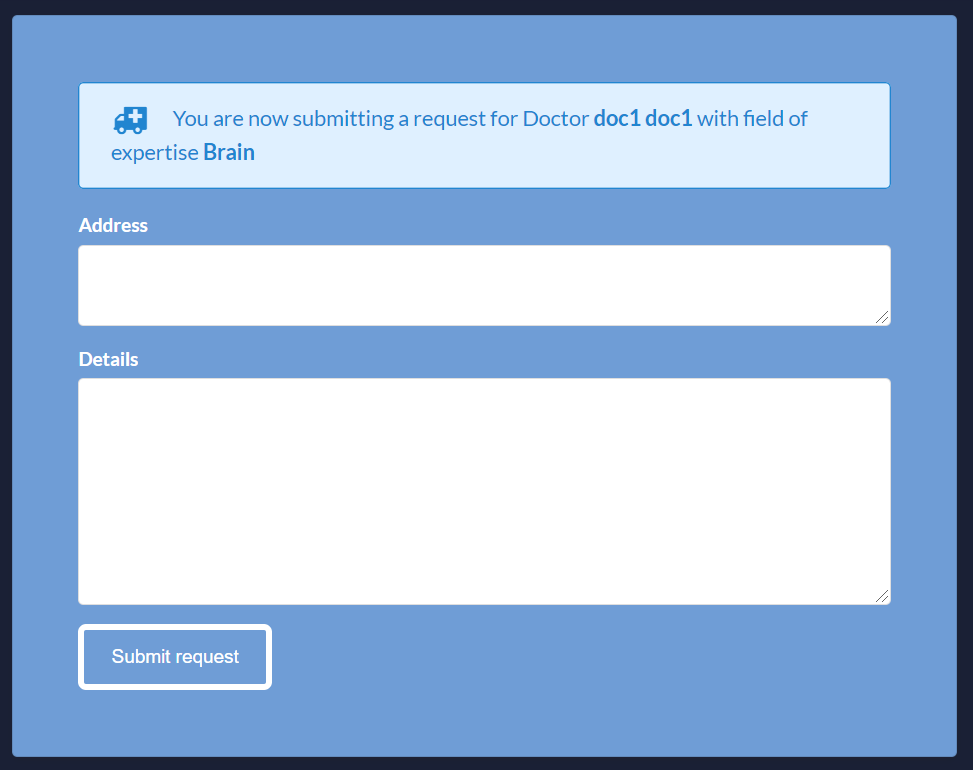 You are now submitting a request for Doctor doc1 doc1 with field of
expertise Brain
Address
Details
Submit request